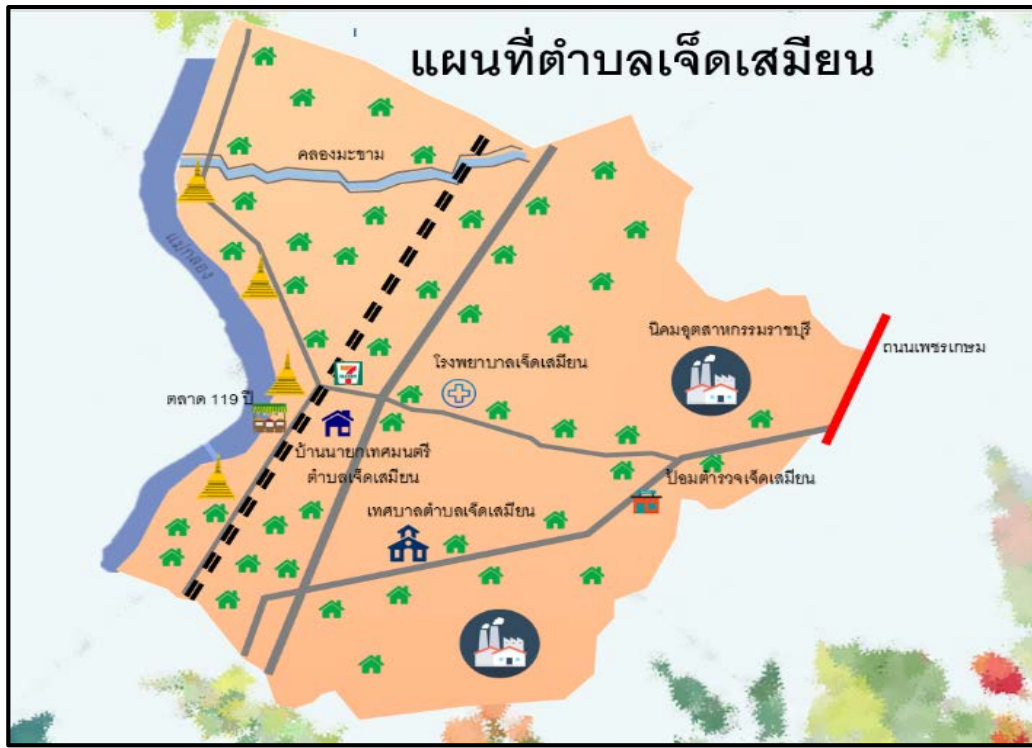 แผนที่ตำบลเจ็ดเสมียน
คลองมะขาม
แม่กลอง
นิคมอุตสาหกรรมราชบุรี
ถนนเพชรเกษม
โรงพยาบาลเจ็ดเสมียน
7
ตลาด 119 ปี
บ้านนายกเทศมนตรี
ตำบลเจ็ดเสมียน
ป้อมตำรวจเจ็ดเสมียน
เทศบาลตำบลเจ็ดเสมียน